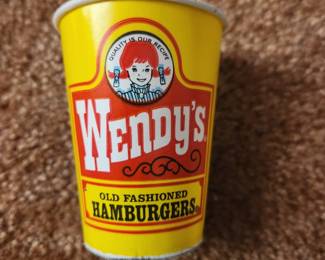 QUALITY IS OUR RECIPE
WENDY'S
OLD FASHIONED
HAMBURGERS